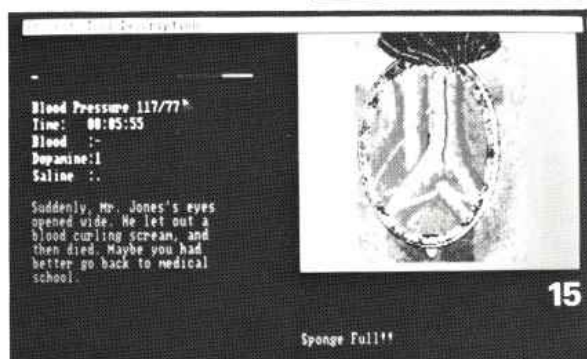 Description
Blood Pressure 117/77
Time: 00:05:55
Blood :-
Dopamine:1
Saline :.
Suddenly, Mr. Jones's eyes
opened wide. He let out a
blood curling scream, and
then died. Maybe you had
better go back to medical
school.
15
Sponge Full!!